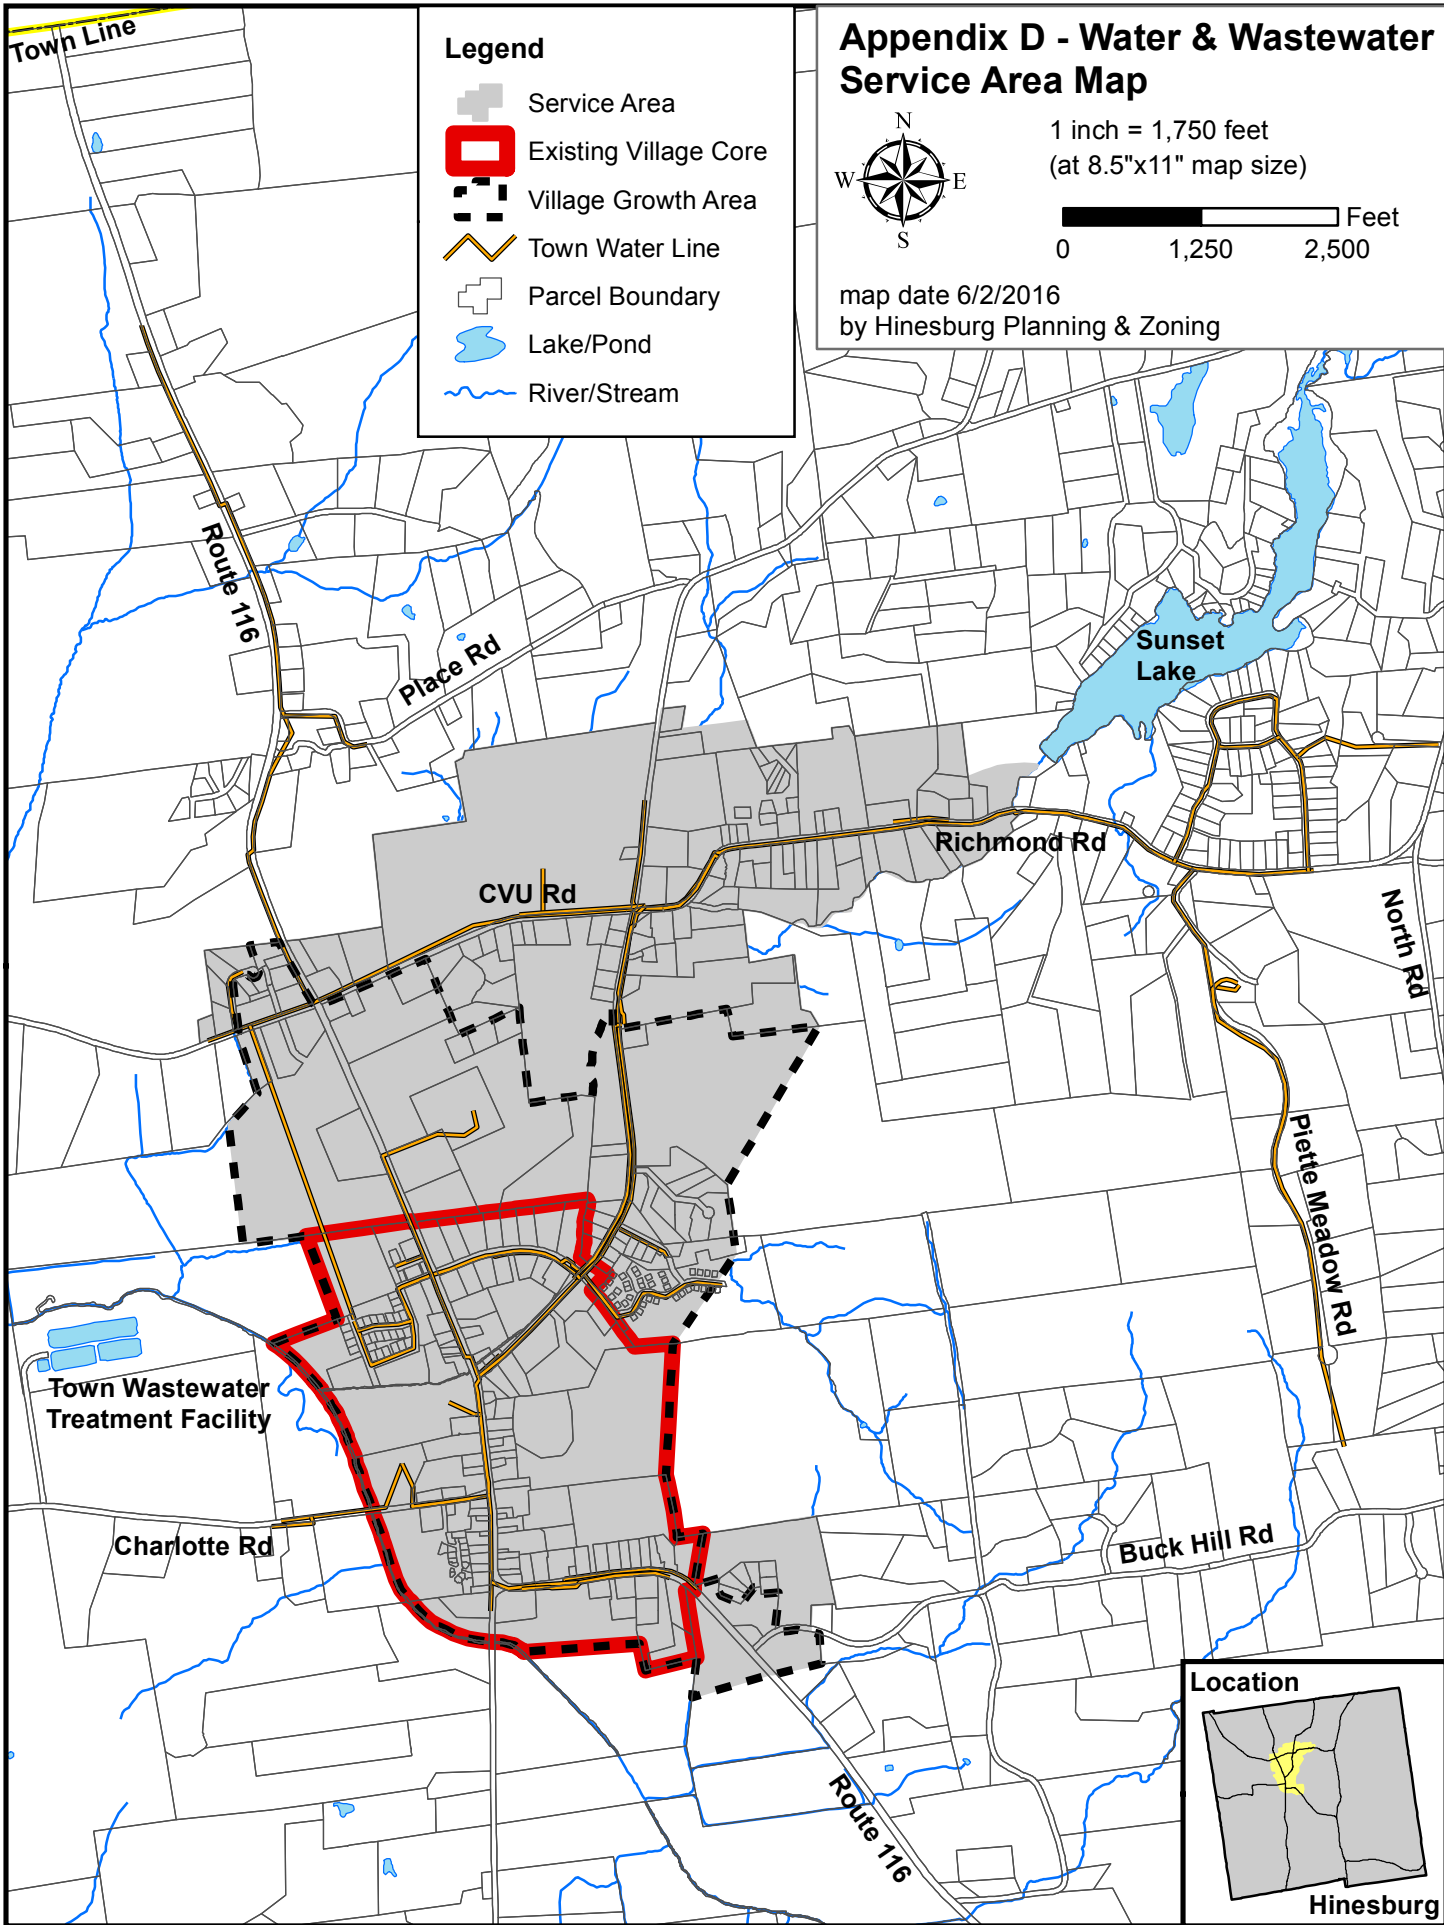 Town Line
Legend
Service Area
Existing Village Core
Village Growth Area
Town Water Line
Parcel Boundary
Lake/Pond
River/Stream
Appendix D - Water & Wastewater
Service Area Map
N
W
E
S
1 inch = 1,750 feet
(at 8.5"x11" map size)
Feet
0 1,250 2,500
map date 6/2/2016
by Hinesburg Planning & Zoning
Route 116
Place Rd
Sunset
Lake
Richmond Rd
CVU Rd
North Rd
Piette Meadow Rd
Town Wastewater
Treatment Facility
Charlotte Rd
Buck Hill Rd
Route 116
Location
Hinesburg